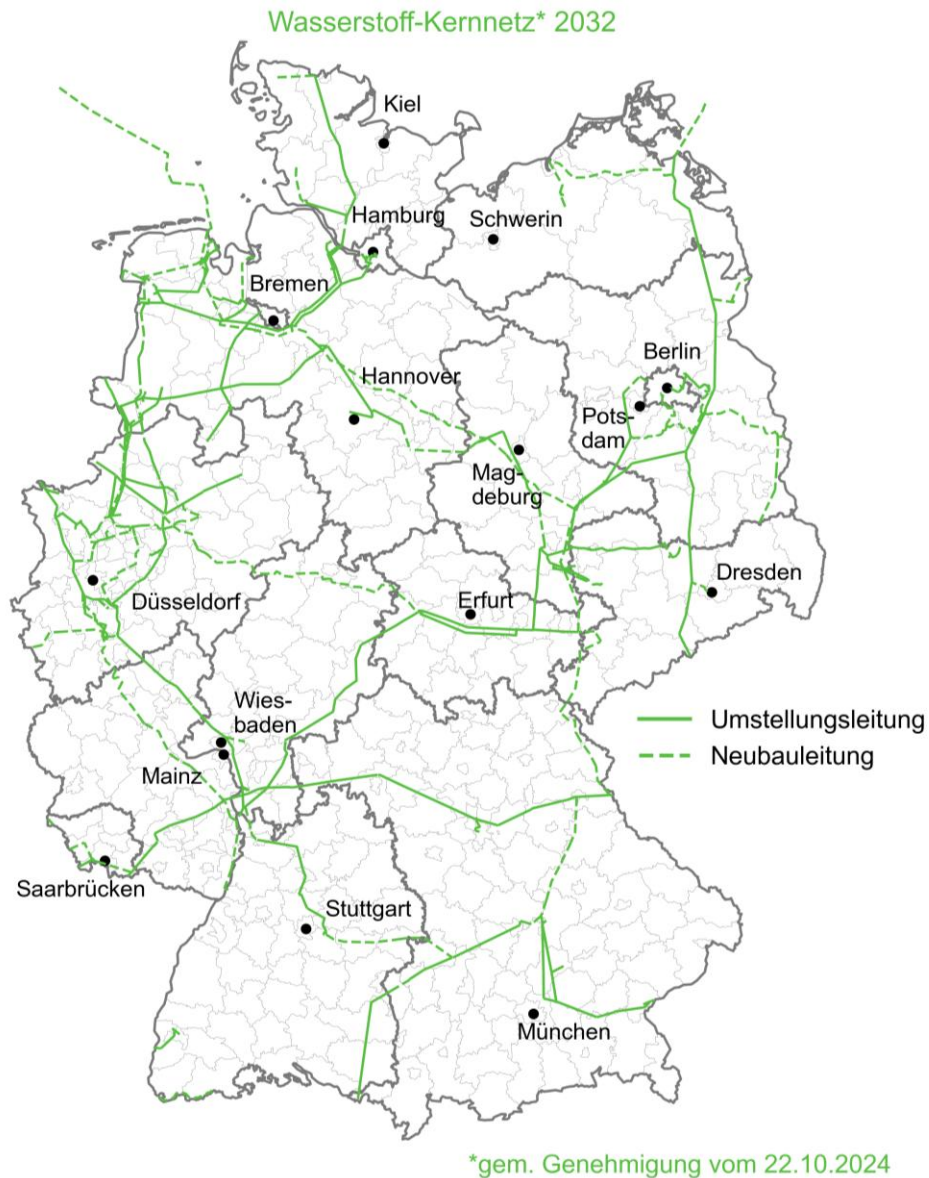 Wasserstoff-Kernnetz* 2032
Kiel
Hamburg
Schwerin
Bremen
Hannover
Berlin
Pots-
dam
Mag-
deburg
Düsseldorf
Erfurt
Dresden
Wies-
baden
Mainz
Umstellungsleitung
Neubauleitung
Saarbrücken
Stuttgart
München
*gem. Genehmigung vom 22.10.2024